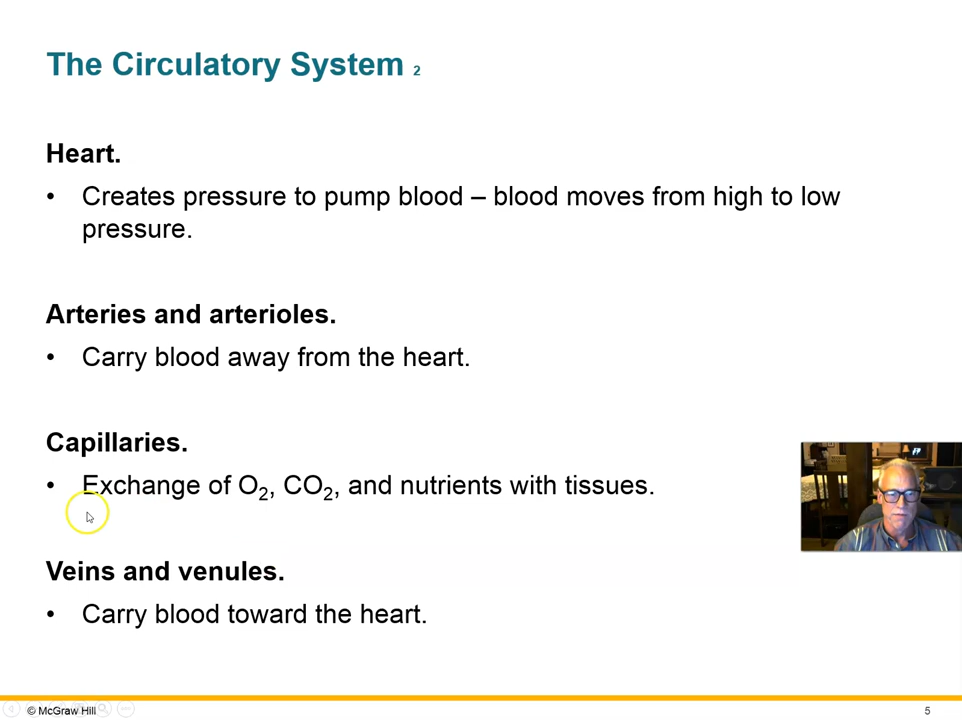 The Circulatory System 2
Heart.
• Creates pressure to pump blood – blood moves from high to low
pressure.
Arteries and arterioles.
• Carry blood away from the heart.
Capillaries.
• Exchange of O₂, CO₂, and nutrients with tissues.
Veins and venules.
• Carry blood toward the heart.
© McGraw Hill
5